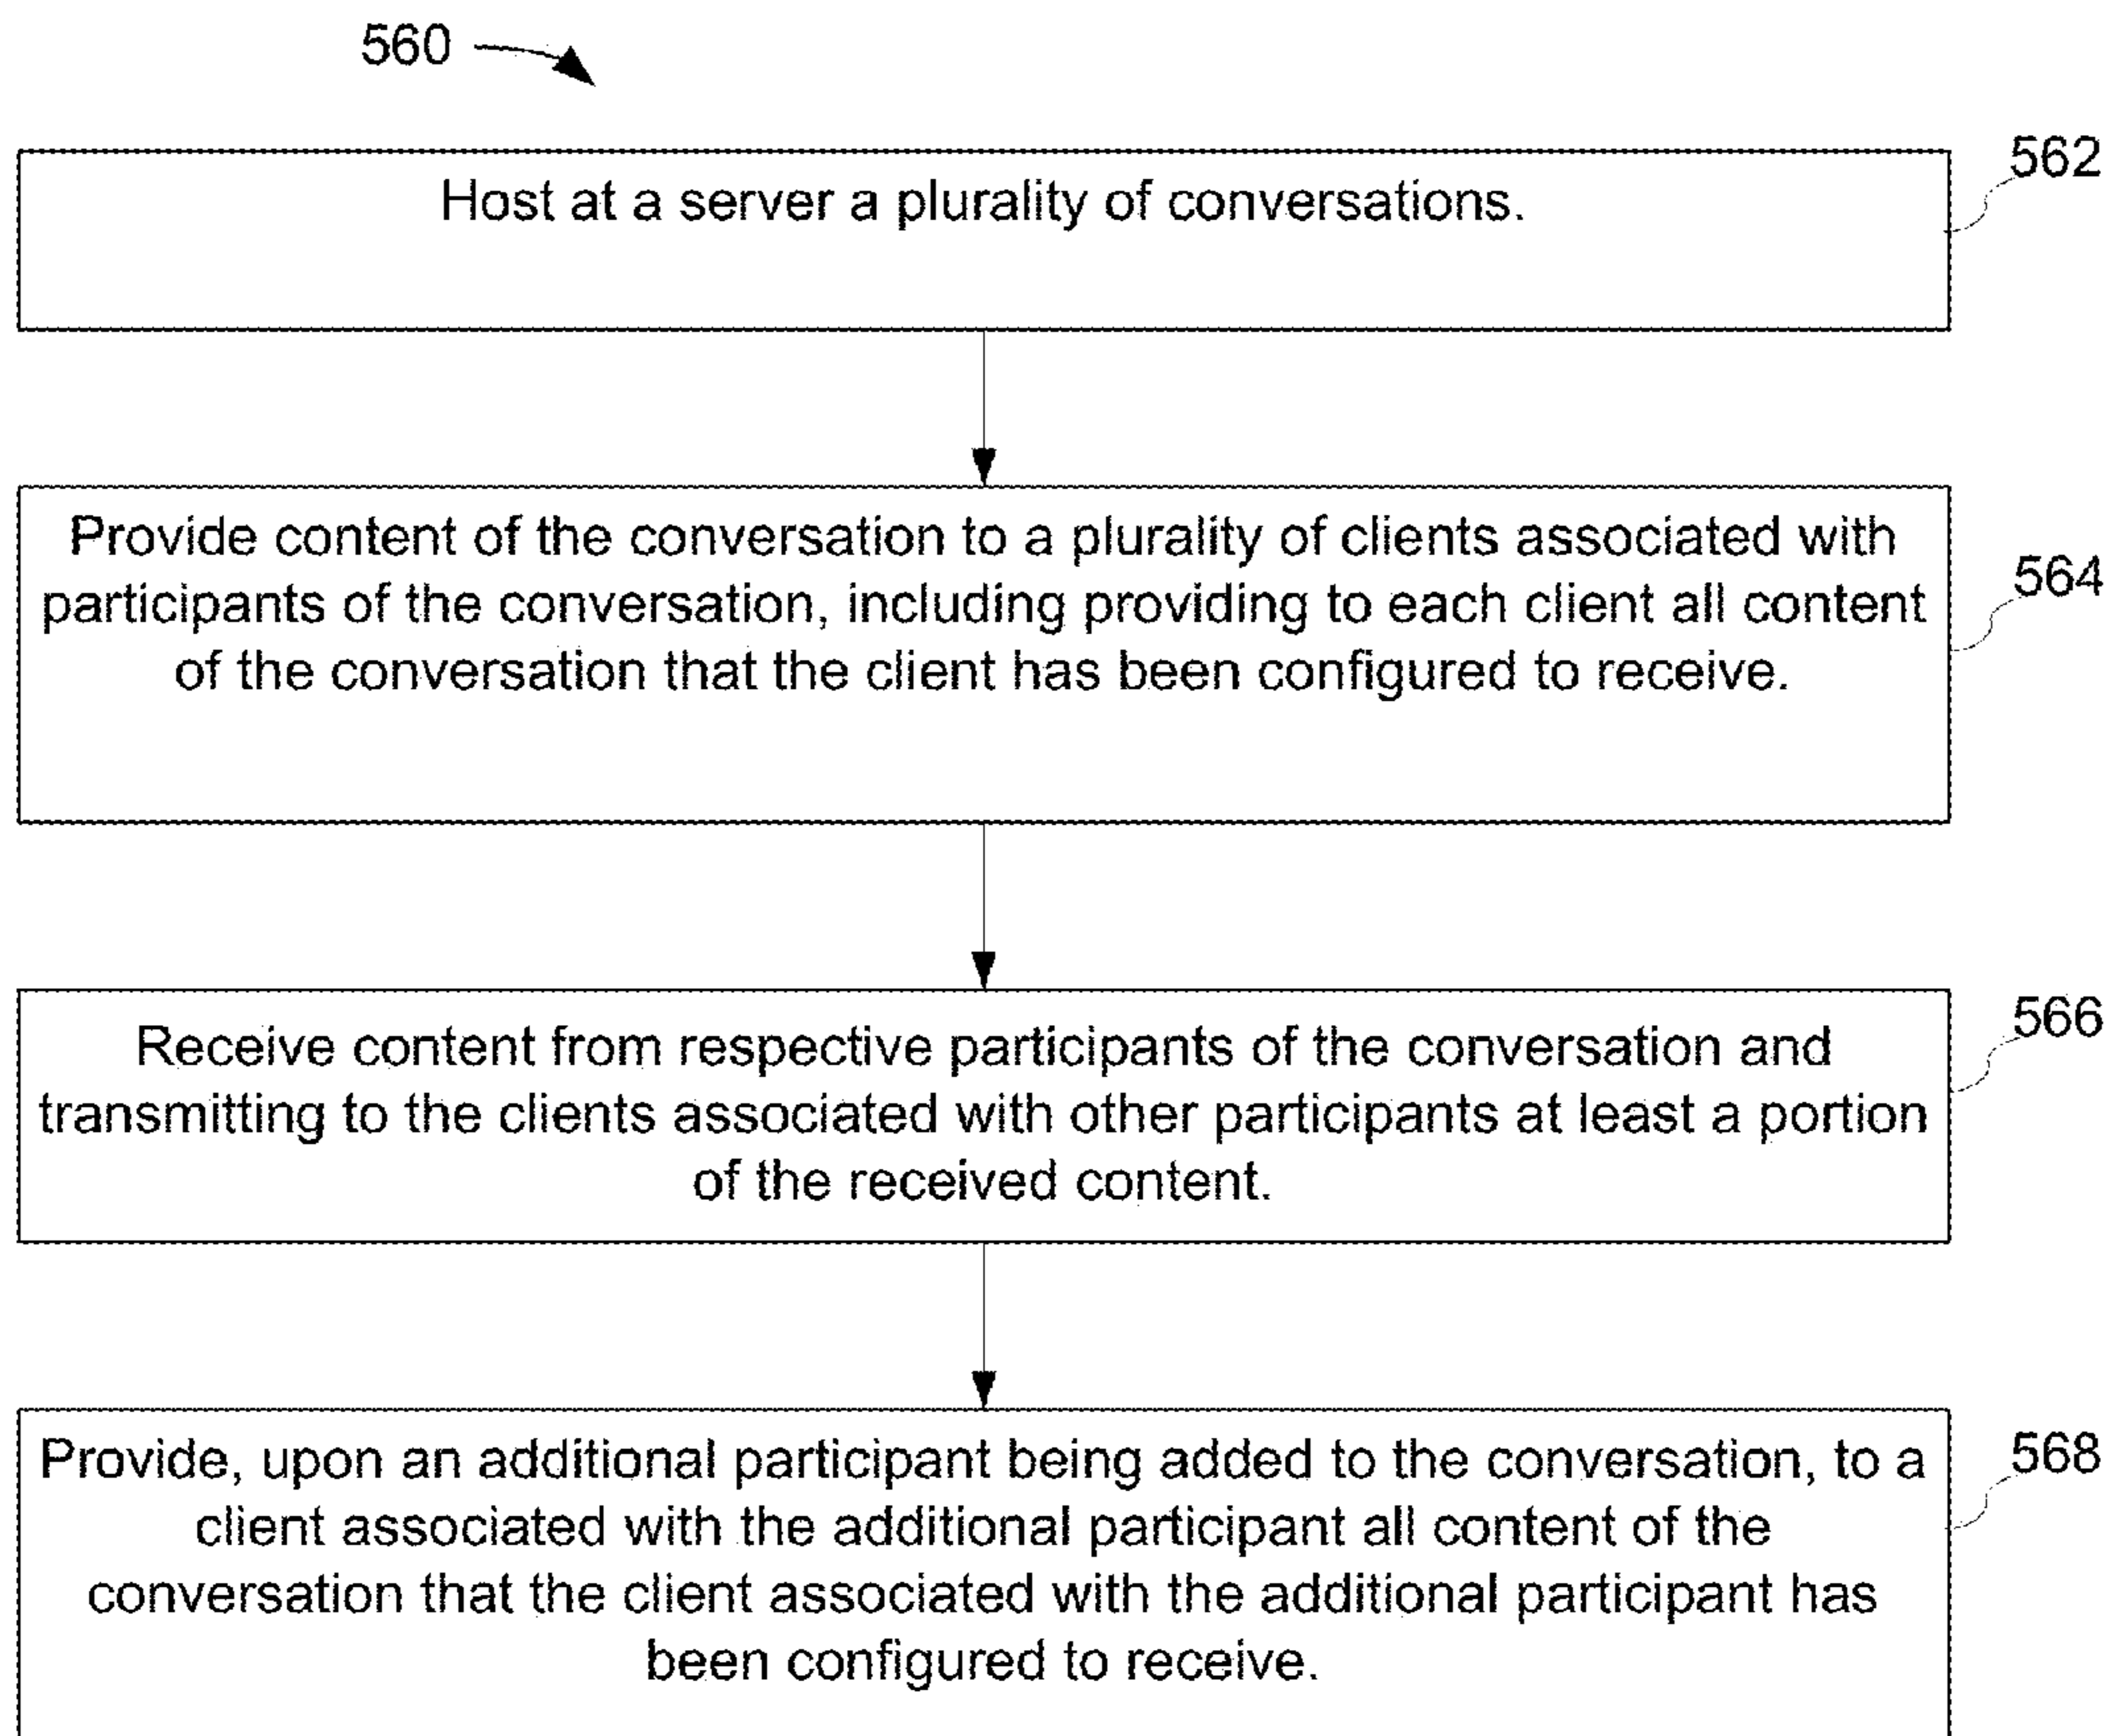 560
562
Host at a server a plurality of conversations.
Provide content of the conversation to a plurality of clients associated with
564
participants of the conversation, including providing to each client all content
of the conversation that the client has been configured to receive.
566
Receive content from respective participants of the conversation and
transmitting to the clients associated with other participants at least a portion
of the received content.
568
Provide, upon an additional participant being added to the conversation, to a
client associated with the additional participant all content of the
conversation that the client associated with the additional participant has
been configured to receive.